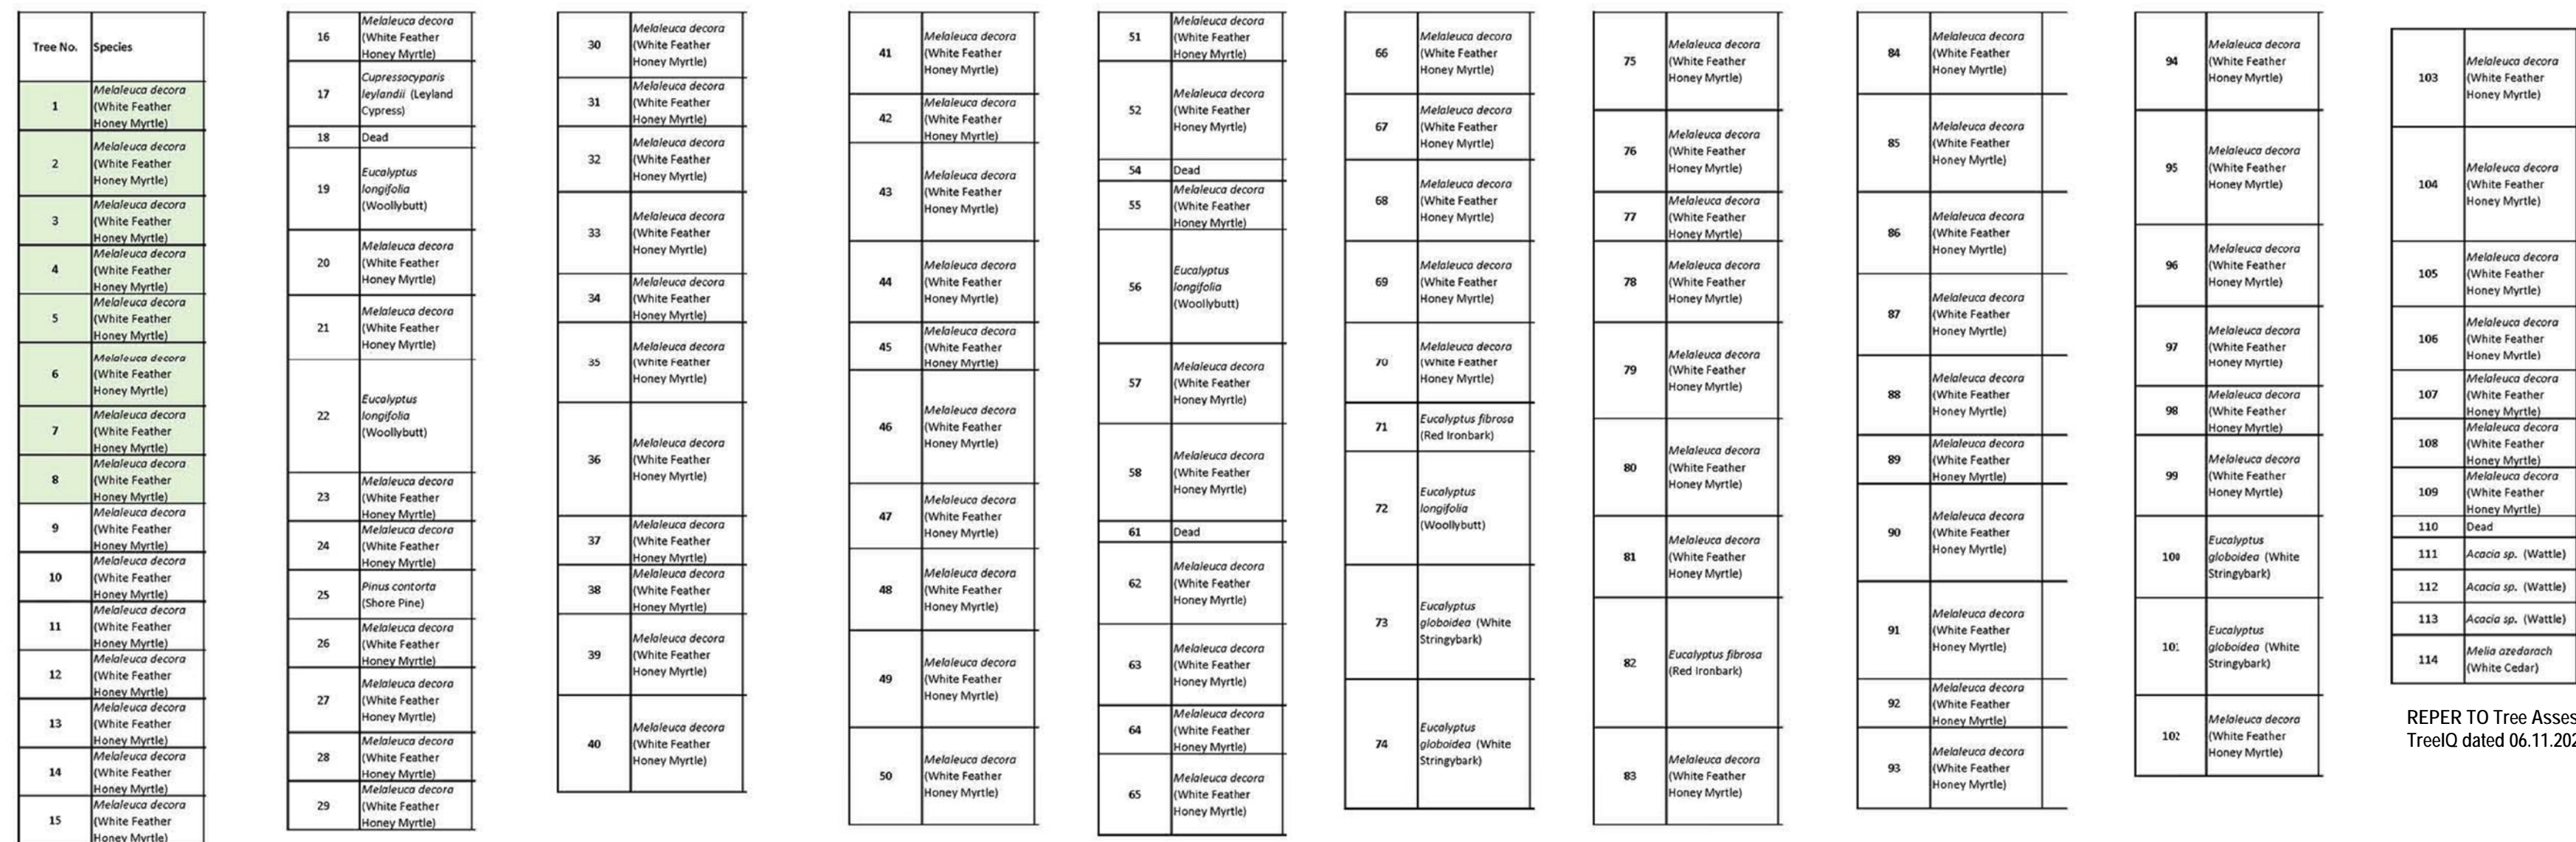 Tree No. Species
Melaleuca decora
1 (White Feather
Honey Myrtle)
Melaleuca decora
2 (White Feather
Honey Myrtle)
Melaleuca decora
3 (White Feather
Honey Myrtle)
Melaleuca decora
4 (White Feather
Honey Myrtle)
Melaleuca decora
5 (White Feather
Honey Myrtle)
Melaleuca decora
6 (White Feather
Honey Myrtle)
Melaleuca decora
7 (White Feather
Honey Myrtle)
Melaleuca decora
8 (White Feather
Honey Myrtle)
Melaleuca decora
9 (White Feather
Honey Myrtle)
Melaleuca decora
10 (White Feather
Honey Myrtle)
Melaleuca decora
11 (White Feather
Honey Myrtle)
Melaleuca decora
12 (White Feather
Honey Myrtle)
Melaleuca decora
13 (White Feather
Honey Myrtle)
Melaleuca decora
14 (White Feather
Honey Myrtle)
Melaleuca decora
15 (White Feather
Honey Myrtle)
Melaleuca decora
16 (White Feather
Honey Myrtle)
Cupressocyparis
17 leylandii (Leyland
Cypress)
18 Dead
Eucalyptus
19 longifolia
(Woollybutt)
Melaleuca decora
20 (White Feather
Honey Myrtle)
Melaleuca decora
21 (White Feather
Honey Myrtle)
Eucalyptus
22 longifolia
(Woollybutt)
Melaleuca decora
23 (White Feather
Honey Myrtle)
Melaleuca decora
24 (White Feather
Honey Myrtle)
25 Pinus contorta
(Shore Pine)
Melaleuca decora
26 (White Feather
Honey Myrtle)
Melaleuca decora
27 (White Feather
Honey Myrtle)
Melaleuca decora
28 (White Feather
Honey Myrtle)
Melaleuca decora
29 (White Feather
Honey Myrtle)
Melaleuca decora
30 (White Feather
Honey Myrtle)
Melaleuca decora
31 (White Feather
Honey Myrtle)
Melaleuca decora
32 (White Feather
Honey Myrtle)
Melaleuca decora
33 (White Feather
Honey Myrtle)
Melaleuca decora
34 (White Feather
Honey Myrtle)
Melaleuca decora
35 (White Feather
Honey Myrtle)
Melaleuca decora
36 (White Feather
Honey Myrtle)
Melaleuca decora
37 (White Feather
Honey Myrtle)
Melaleuca decora
38 (White Feather
Honey Myrtle)
Melaleuca decora
39 (White Feather
Honey Myrtle)
Melaleuca decora
40 (White Feather
Honey Myrtle)
Melaleuca decora
41 (White Feather
Honey Myrtle)
Melaleuca decora
42 (White Feather
Honey Myrtle)
Melaleuca decora
43 (White Feather
Honey Myrtle)
Melaleuca decora
44 (White Feather
Honey Myrtle)
Melaleuca decora
45 (White Feather
Honey Myrtle)
Melaleuca decora
46 (White Feather
Honey Myrtle)
Melaleuca decora
47 (White Feather
Honey Myrtle)
Melaleuca decora
48 (White Feather
Honey Myrtle)
Melaleuca decora
49 (White Feather
Honey Myrtle)
Melaleuca decora
50 (White Feather
Honey Myrtle)
Melaleuca decora
51 (White Feather
Honey Myrtle)
Melaleuca decora
52 (White Feather
Honey Myrtle)
54 Dead
Melaleuca decora
55 (White Feather
Honey Myrtle)
Eucalyptus
56 longifolia
(Woollybutt)
Melaleuca decora
57 (White Feather
Honey Myrtle)
Melaleuca decora
58 (White Feather
Honey Myrtle)
61 Dead
Melaleuca decora
62 (White Feather
Honey Myrtle)
Melaleuca decora
63 (White Feather
Honey Myrtle)
Melaleuca decora
64 (White Feather
Honey Myrtle)
Melaleuca decora
65 (White Feather
Honey Myrtle)
Melaleuca decora
66 (White Feather
Honey Myrtle)
Melaleuca decora
67 (White Feather
Honey Myrtle)
Melaleuca decora
68 (White Feather
Honey Myrtle)
Melaleuca decora
69 (White Feather
Honey Myrtle)
Melaleuca decora
70 (White Feather
Honey Myrtle)
71 Eucalyptus fibrosa
(Red Ironbark)
Eucalyptus
72 longifolia
(Woollybutt)
Eucalyptus
73 globoidea (White
Stringybark)
Eucalyptus
74 globoidea (White
Stringybark)
Melaleuca decora
75 (White Feather
Honey Myrtle)
Melaleuca decora
76 (White Feather
Honey Myrtle)
Melaleuca decora
77 (White Feather
Honey Myrtle)
Melaleuca decora
78 (White Feather
Honey Myrtle)
Melaleuca decora
79 (White Feather
Honey Myrtle)
Melaleuca decora
80 (White Feather
Honey Myrtle)
Melaleuca decora
81 (White Feather
Honey Myrtle)
82 Eucalyptus fibrosa
(Red Ironbark)
Melaleuca decora
83 (White Feather
Honey Myrtle)
Melaleuca decora
84 (White Feather
Honey Myrtle)
Melaleuca decora
85 (White Feather
Honey Myrtle)
Melaleuca decora
86 (White Feather
Honey Myrtle)
Melaleuca decora
87 (White Feather
Honey Myrtle)
Melaleuca decora
88 (White Feather
Honey Myrtle)
Melaleuca decora
89 (White Feather
Honey Myrtle)
Melaleuca decora
90 (White Feather
Honey Myrtle)
Melaleuca decora
91 (White Feather
Honey Myrtle)
Melaleuca decora
92 (White Feather
Honey Myrtle)
Melaleuca decora
93 (White Feather
Honey Myrtle)
Melaleuca decora
94 (White Feather
Honey Myrtle)
Melaleuca decora
95 (White Feather
Honey Myrtle)
Melaleuca decora
96 (White Feather
Honey Myrtle)
Melaleuca decora
97 (White Feather
Honey Myrtle)
Melaleuca decora
98 (White Feather
Honey Myrtle)
Melaleuca decora
99 (White Feather
Honey Myrtle)
Eucalyptus
100 globoidea (White
Stringybark)
Eucalyptus
101 globoidea (White
Stringybark)
Melaleuca decora
102 (White Feather
Honey Myrtle)
Melaleuca decora
103 (White Feather
Honey Myrtle)
Melaleuca decora
104 (White Feather
Honey Myrtle)
Melaleuca decora
105 (White Feather
Honey Myrtle)
Melaleuca decora
106 (White Feather
Honey Myrtle)
Melaleuca decora
107 (White Feather
Honey Myrtle)
Melaleuca decora
108 (White Feather
Honey Myrtle)
Melaleuca decora
109 (White Feather
Honey Myrtle)
110 Dead
111 Acacia sp. (Wattle)
112 Acacia sp. (Wattle)
113 Acacia sp. (Wattle)
114 Melia azedarach
(White Cedar)
REPER TO Tree Asses
TreeIQ dated 06.11.202